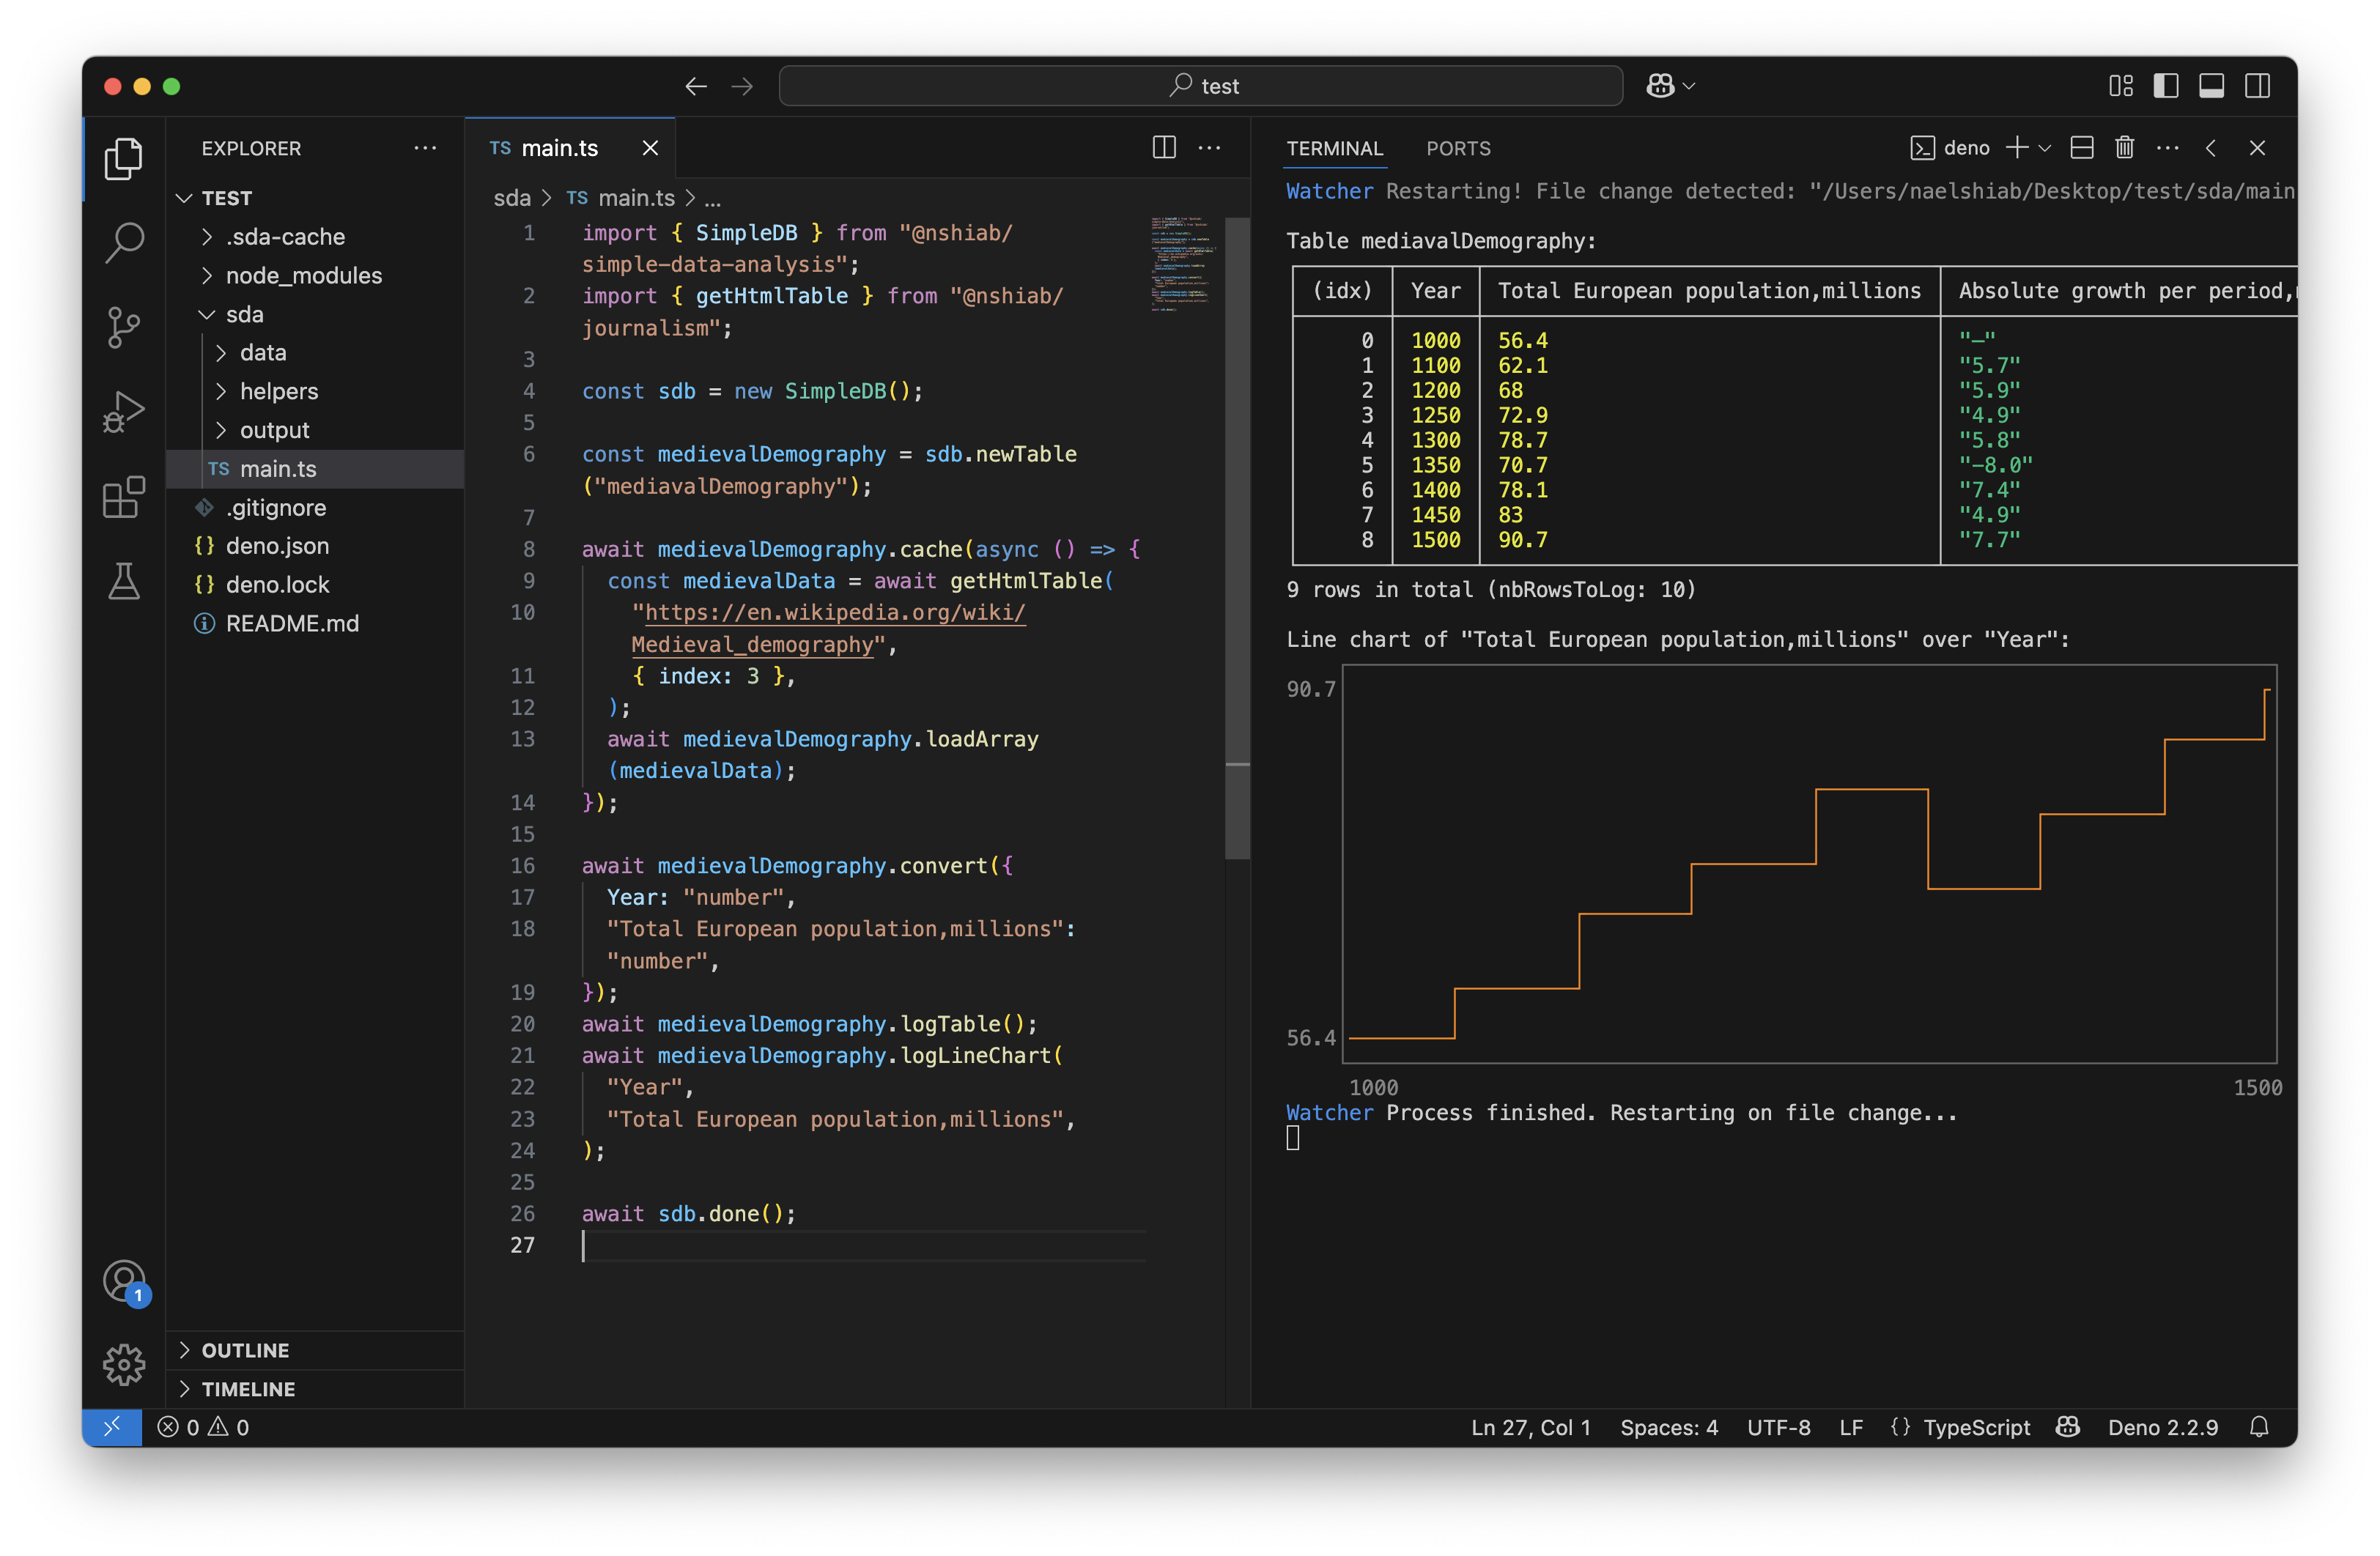 test
EXPLORER
TEST
.sda-cache
node_modules
sda
data
helpers
output
TS main.ts
.gitignore
{} deno.json
{} deno.lock
README.md
OUTLINE
TIMELINE
1
TS main.ts
sda > TS main.ts > ...
1 import { SimpleDB } from "@nshiab/
simple-data-analysis";
2 import { getHtmlTable } from "@nshiab/
journalism";
3
4 const sdb = new SimpleDB();
5
6 const medievalDemography = sdb.newTable
("mediavalDemography");
7
8 await medievalDemography.cache(async () => {
9 const medievalData = await getHtmlTable(
10 "https://en.wikipedia.org/wiki/
Medieval_demography",
11 { index: 3 },
12 );
13 await medievalDemography.loadArray
(medievalData);
14 });
15
16 await medievalDemography.convert({
17 Year: "number",
18 "Total European population,millions":
"number",
19 });
20 await medievalDemography.logTable();
21 await medievalDemography.logLineChart(
22 "Year",
23 "Total European population,millions",
24 );
25
26 await sdb.done();
27
TERMINAL PORTS deno
Watcher Restarting! File change detected: "/Users/naelshiab/Desktop/test/sda/main
Table mediavalDemography:
(idx) Year Total European population,millions Absolute growth per period,
0 1000 56.4 "—"
1 1100 62.1 "5.7"
2 1200 68 "5.9"
3 1250 72.9 "4.9"
4 1300 78.7 "5.8"
5 1350 70.7 "−8.0"
6 1400 78.1 "7.4"
7 1450 83 "4.9"
8 1500 90.7 "7.7"
9 rows in total (nbRowsToLog: 10)
Line chart of "Total European population,millions" over "Year":
90.7
56.4
1000 1500
Watcher Process finished. Restarting on file change...
0 0
Ln 27, Col 1 Spaces: 4 UTF-8 LF {} TypeScript Deno 2.2.9